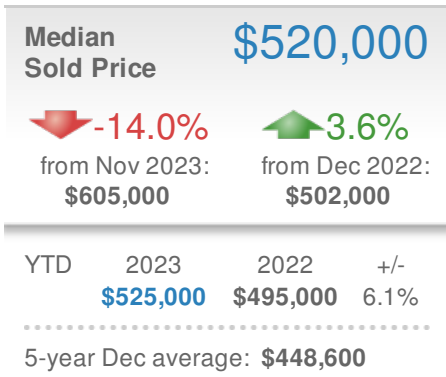 Median
Sold Price
$520,000
-14.0%
from Nov 2023:
$605,000
3.6%
from Dec 2022:
$502,000
YTD 2023 2022 +/-
$525,000 $495,000 6.1%
5-year Dec average: $448,600